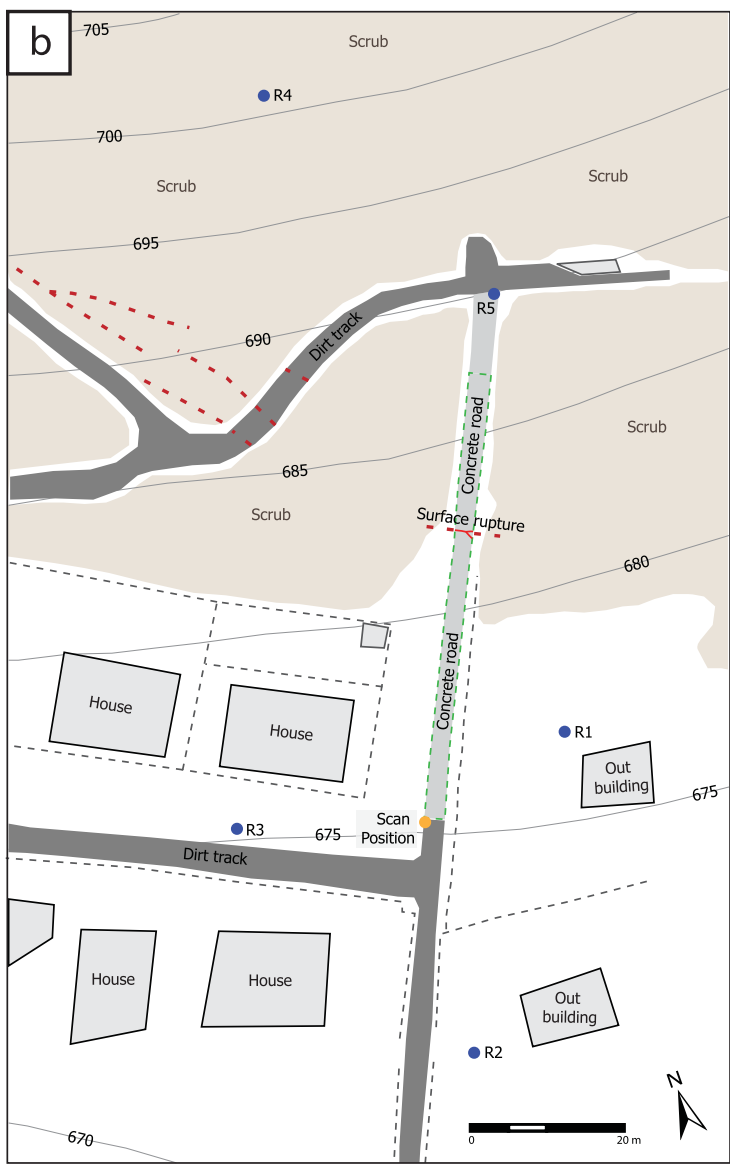 b
705
Scrub
R4
700
Scrub
Scrub
695
R5
690
Dirt track
Concrete road
Scrub
685
Scrub
Surface rupture
680
Concrete road
House
House
R1
Out
building
675
Scan
Position
R3
675
Dirt track
House
House
Out
building
R2
N
0 20 m
670